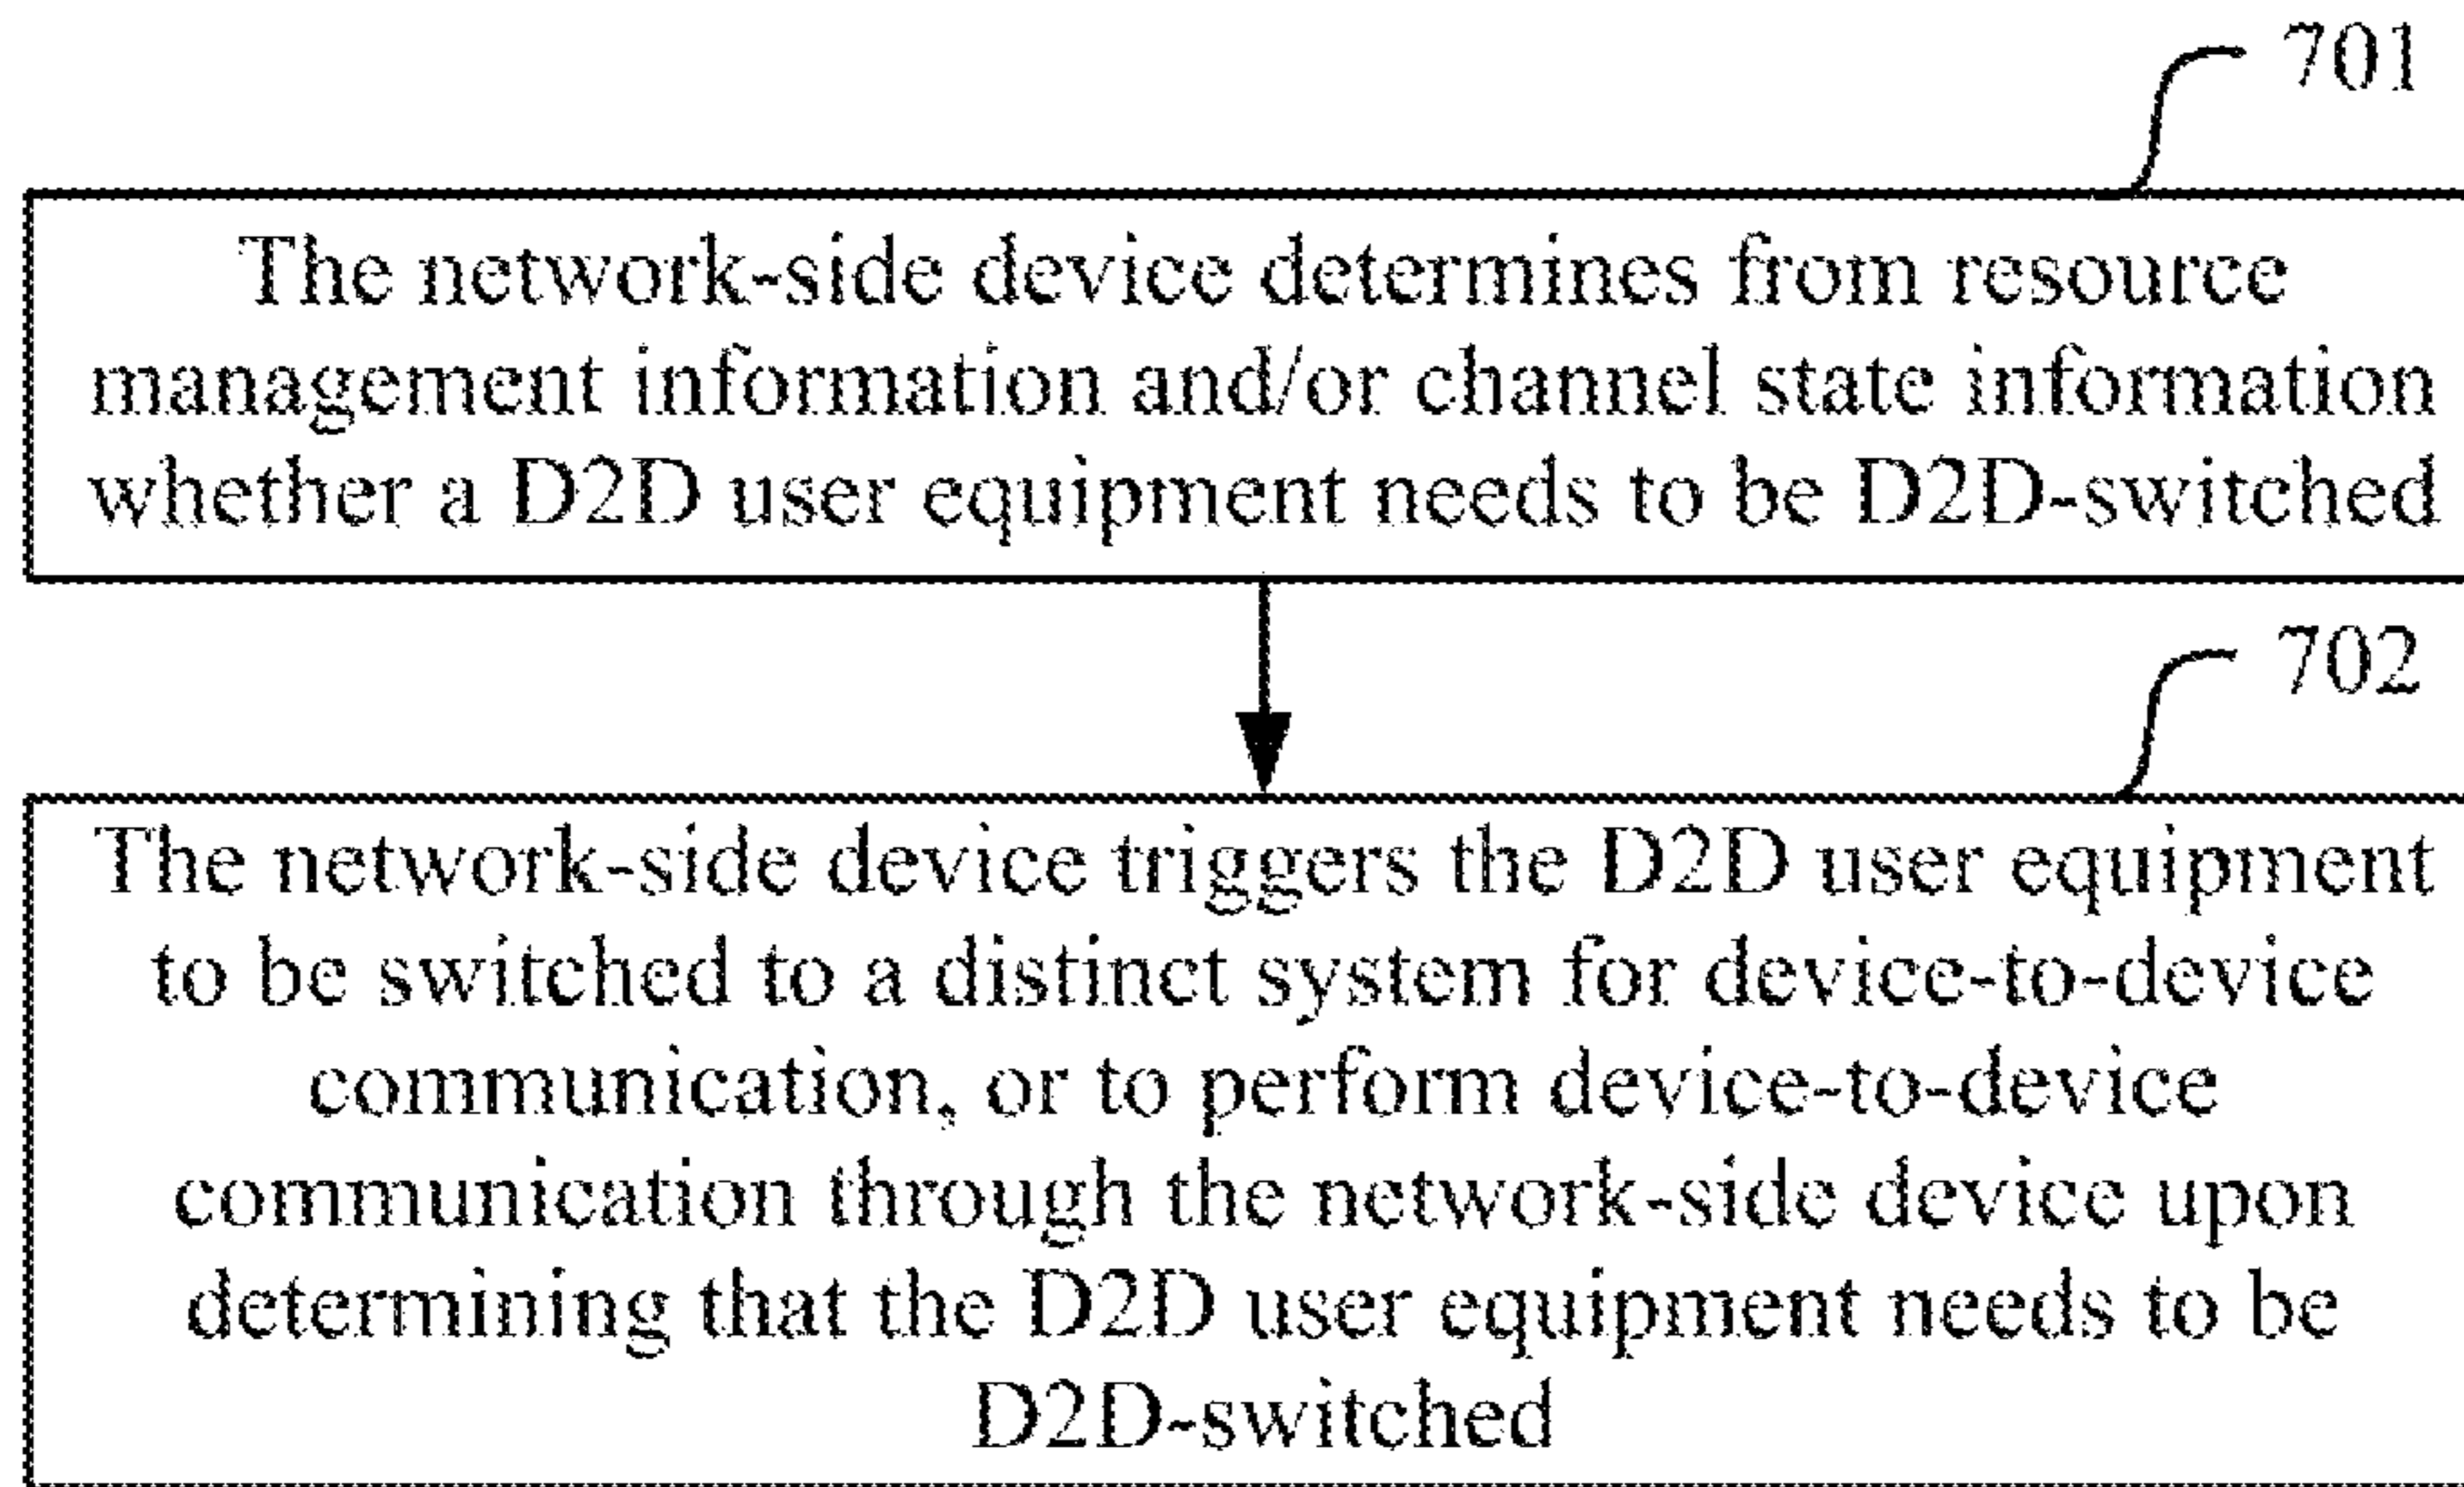 701
The network-side device determines from resource
management information and/or channel state information
whether a D2D user equipment needs to be D2D-switched
702
The network-side device triggers the D2D user equipment
to be switched to a distinct system for device-to-device
communication, or to perform device-to-device
communication through the network-side device upon
determining that the D2D user equipment needs to be
D2D-switched